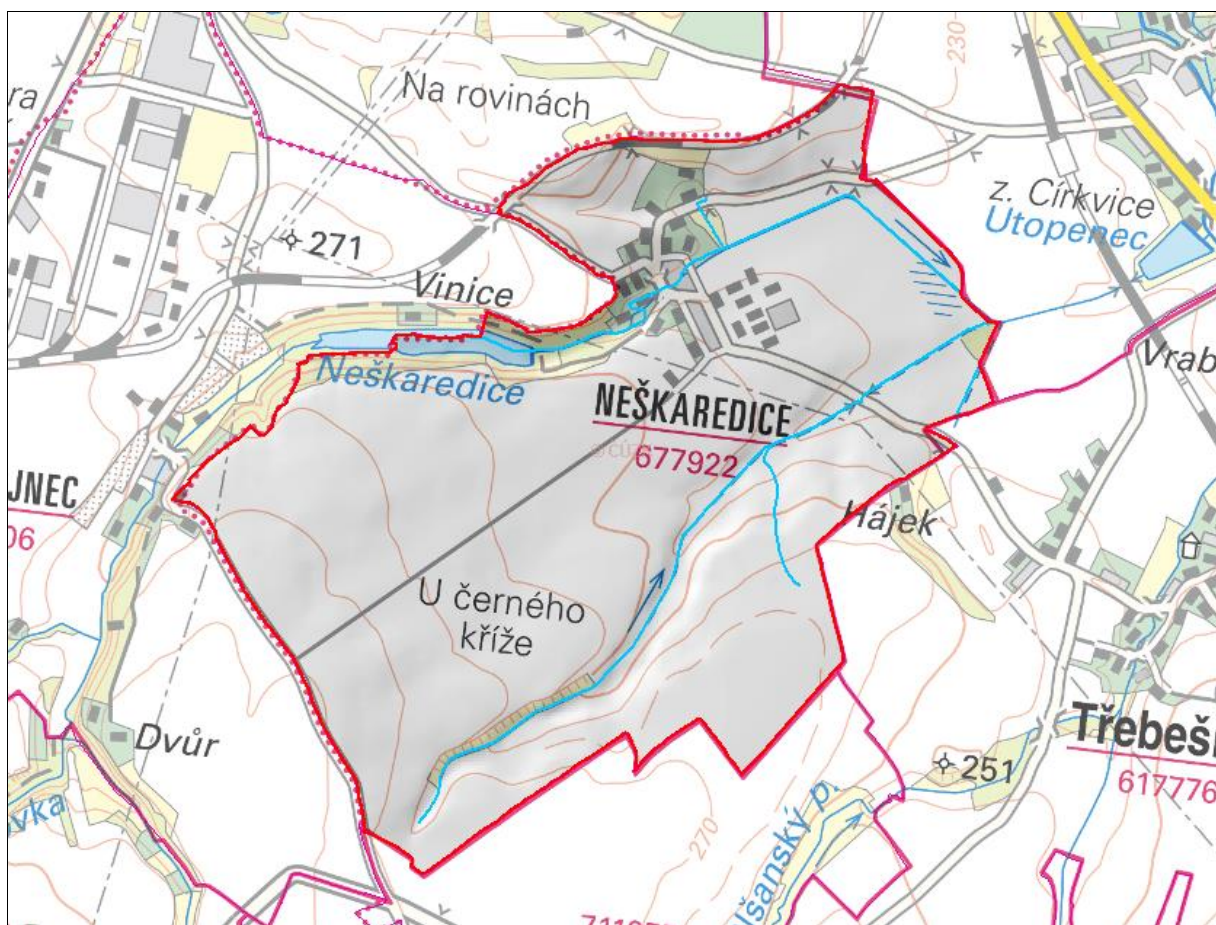 Na rovinách
230
ra
z. Církvice
Utopenec
271
Vinice
Neškaredice
NEŠKAREDICE
677922
Vrab
JNEC
06
Hájek
U černého
kříže
Dvůr
Třebeš
617776
251
270
vka
lšanský p.